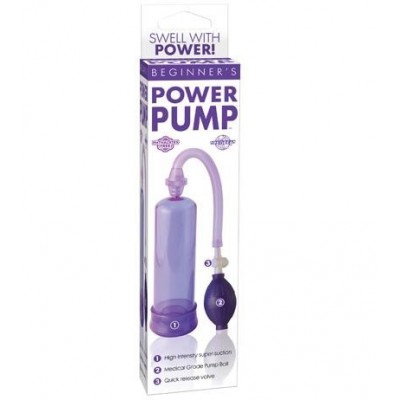 SWELL WITH
POWER!
BEGINNER'S
POWER
PUMP
3
1
2
1 High Intensity super suction
2 Medical Grade Pump Bulb
3 Quick release valve